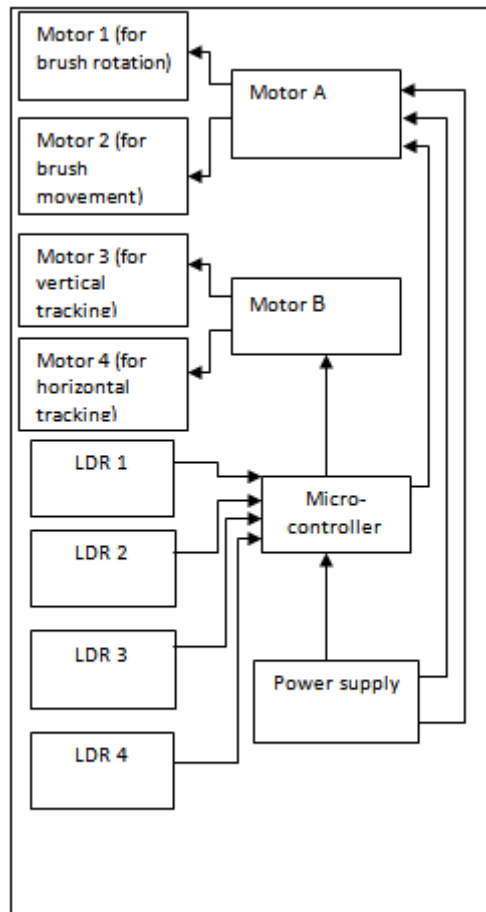 Motor 1 (for
brush rotation)
Motor A
Motor 2 (for
brush
movement)
Motor 3 (for
vertical
tracking)
Motor B
Motor 4 (for
horizontal
tracking)
LDR 1
Micro-
controller
LDR 2
LDR 3
Power supply
LDR 4